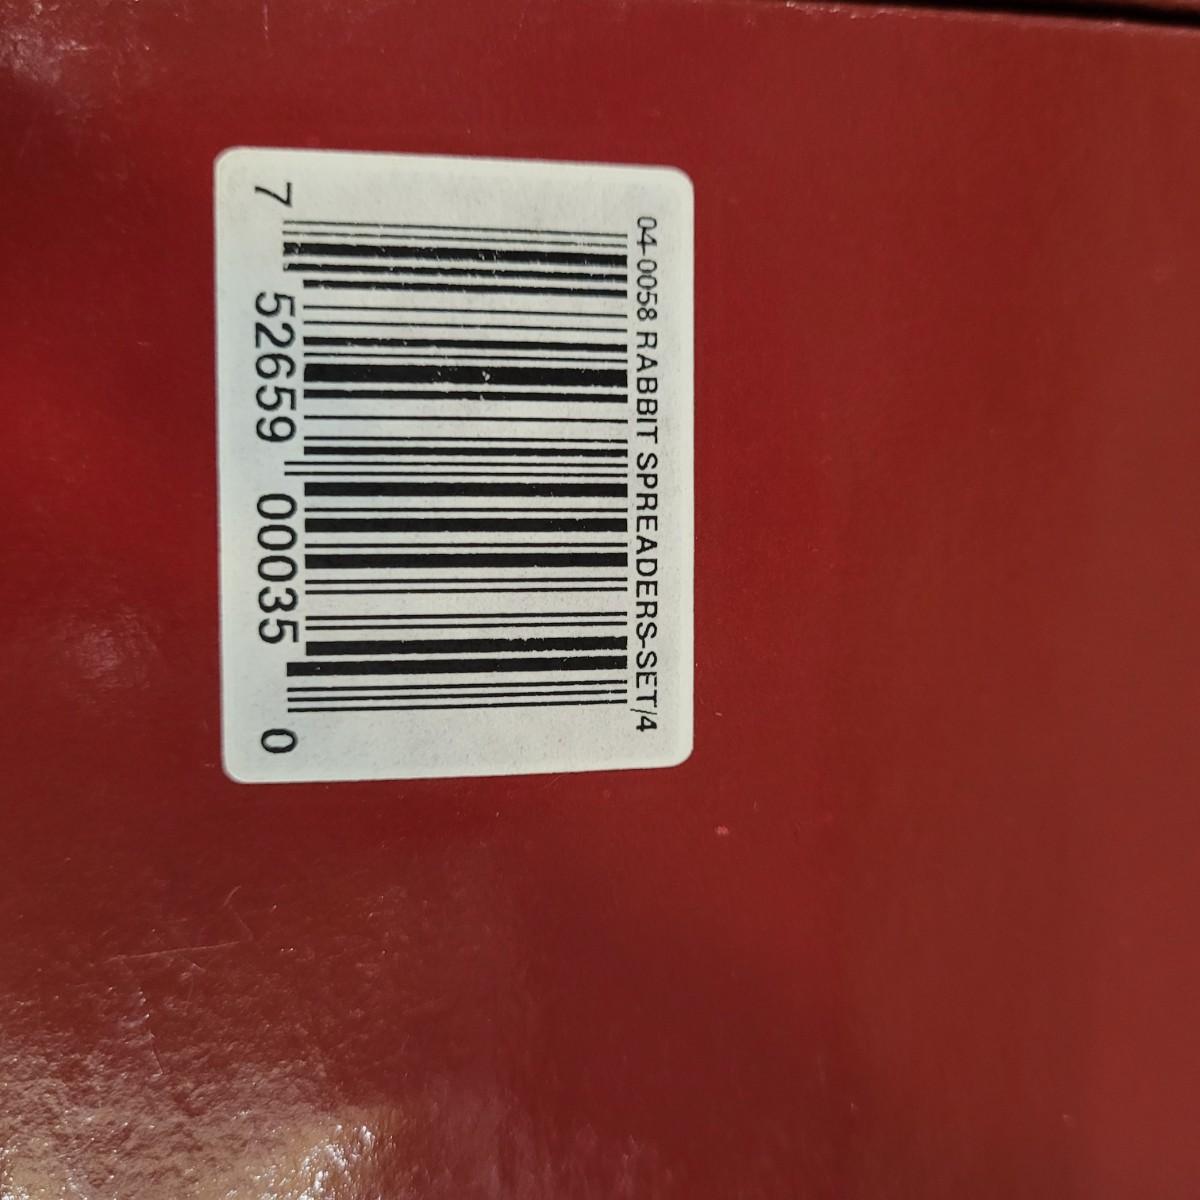 04-0058 RABBIT SPREADERS-SET/4
7 52659 00035 0